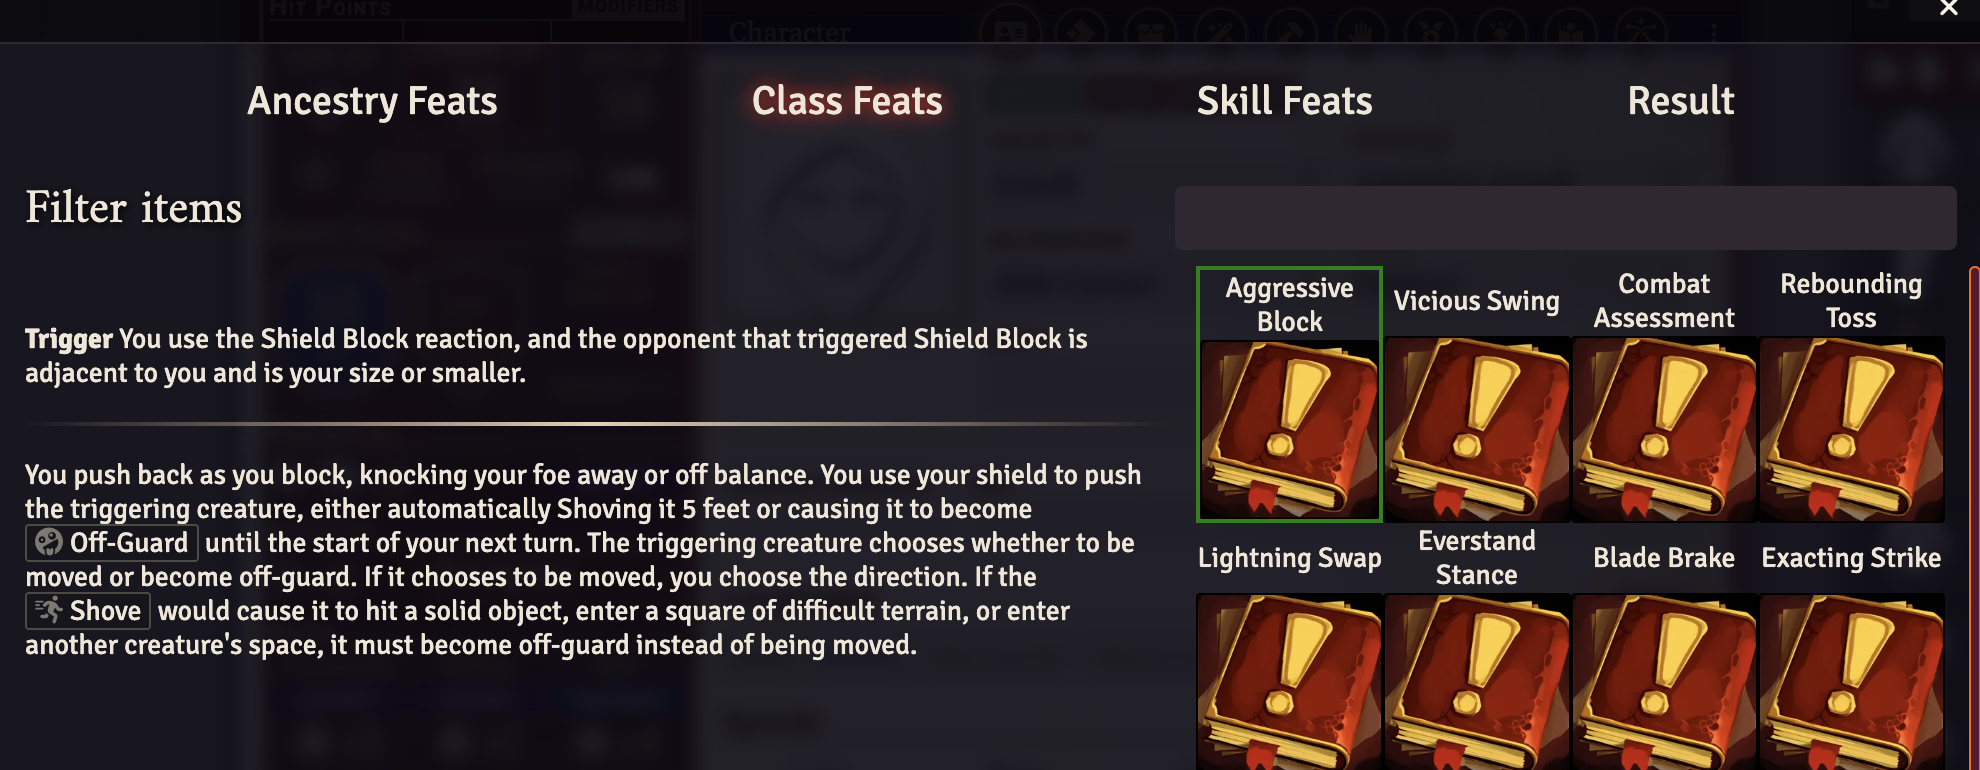 HIT POINTS
MODIFIERS
Character
Ancestry Feats
Class Feats
Skill Feats
Result
Filter items
Trigger You use the Shield Block reaction, and the opponent that triggered Shield Block is
adjacent to you and is your size or smaller.
You push back as you block, knocking your foe away or off balance. You use your shield to push
the triggering creature, either automatically Shoving it 5 feet or causing it to become
Off-Guard until the start of your next turn. The triggering creature chooses whether to be
moved or become off-guard. If it chooses to be moved, you choose the direction. If the
Shove would cause it to hit a solid object, enter a square of difficult terrain, or enter
another creature's space, it must become off-guard instead of being moved.
Aggressive
Block
Vicious Swing
Combat
Assessment
Rebounding
Toss
Lightning Swap
Everstand
Stance
Blade Brake
Exacting Strike